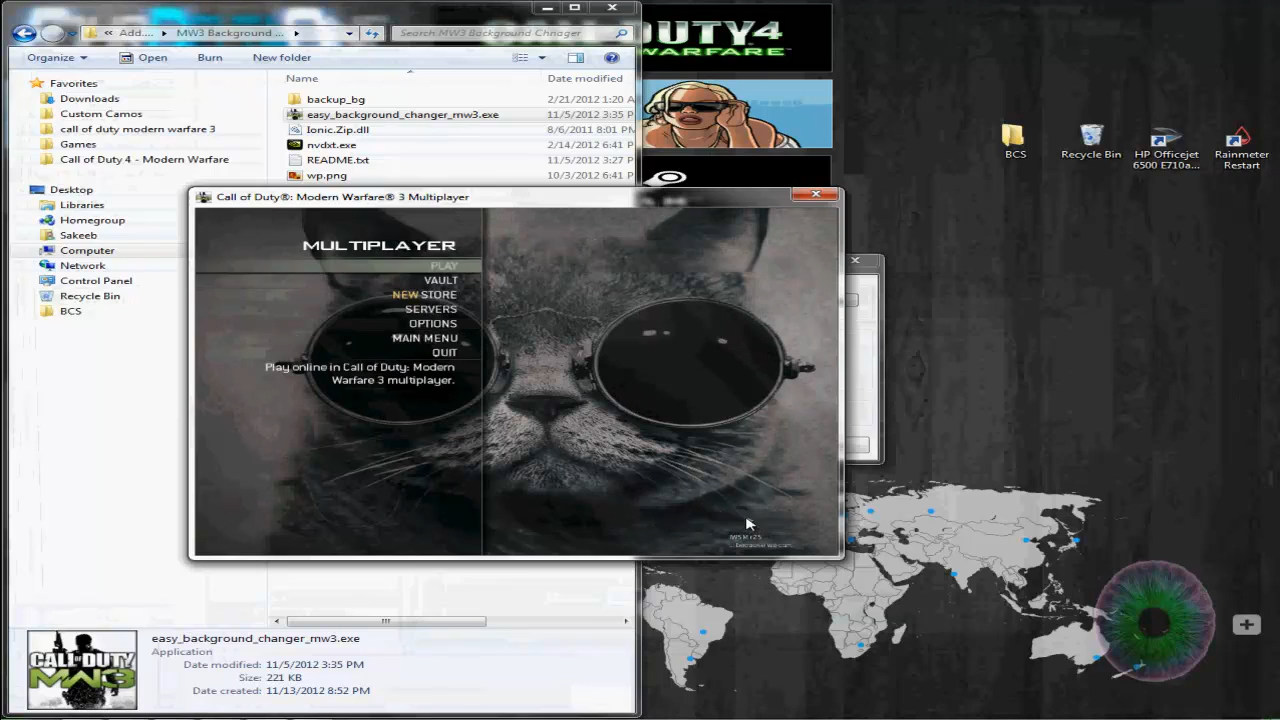 DUTY4
WARFARE
Add....
MW3 Background ...
Search MW3 Background Chnager
Organize
Open
Burn
New folder
Name
Date modified
Favorites
Downloads
Custom Camos
call of duty modern warfare 3
Games
Call of Duty 4 - Modern Warfare
Desktop
Libraries
Homegroup
Sakeeb
Computer
Network
Control Panel
Recycle Bin
BCS
backup_bg
2/21/2012 1:20 A
easy_background_changer_mw3.exe
11/5/2012 3:35 P
Ionic.Zip.dll
8/6/2011 8:01 PM
nvdxt.exe
2/14/2012 6:41 P
README.txt
11/5/2012 3:27 P
wp.png
10/3/2012 6:41 P
Call of Duty®: Modern Warfare® 3 Multiplayer
MULTIPLAYER
PLAY
VAULT
NEW STORE
SERVERS
OPTIONS
MAIN MENU
QUIT
Play online in Call of Duty: Modern
Warfare 3 multiplayer.
BCS
Recycle Bin
HP Officejet
6500 E710a...
Rainmeter
Restart
CALL OF DUTY
MW3
easy_background_changer_mw3.exe
Application
Date modified: 11/5/2012 3:35 PM
Size: 221 KB
Date created: 11/13/2012 8:52 PM